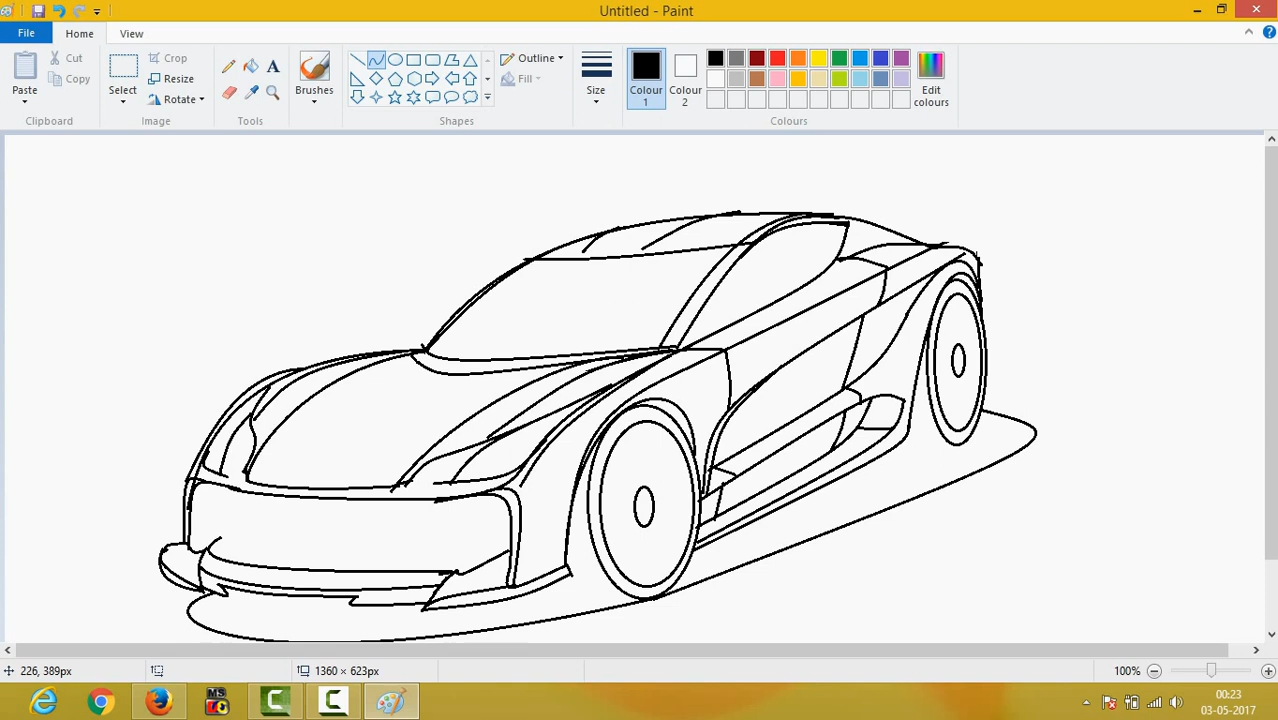 Untitled - Paint
File
Home
View
Paste
Cut
Copy
Clipboard
Select
Crop
Resize
Rotate
Image
A
Tools
Brushes
Shapes
Outline
Fill
Size
Colour 1
Colour 2
Edit colours
Colours
226, 389px
1360 × 623px
100%
MS
00:23
03-05-2017